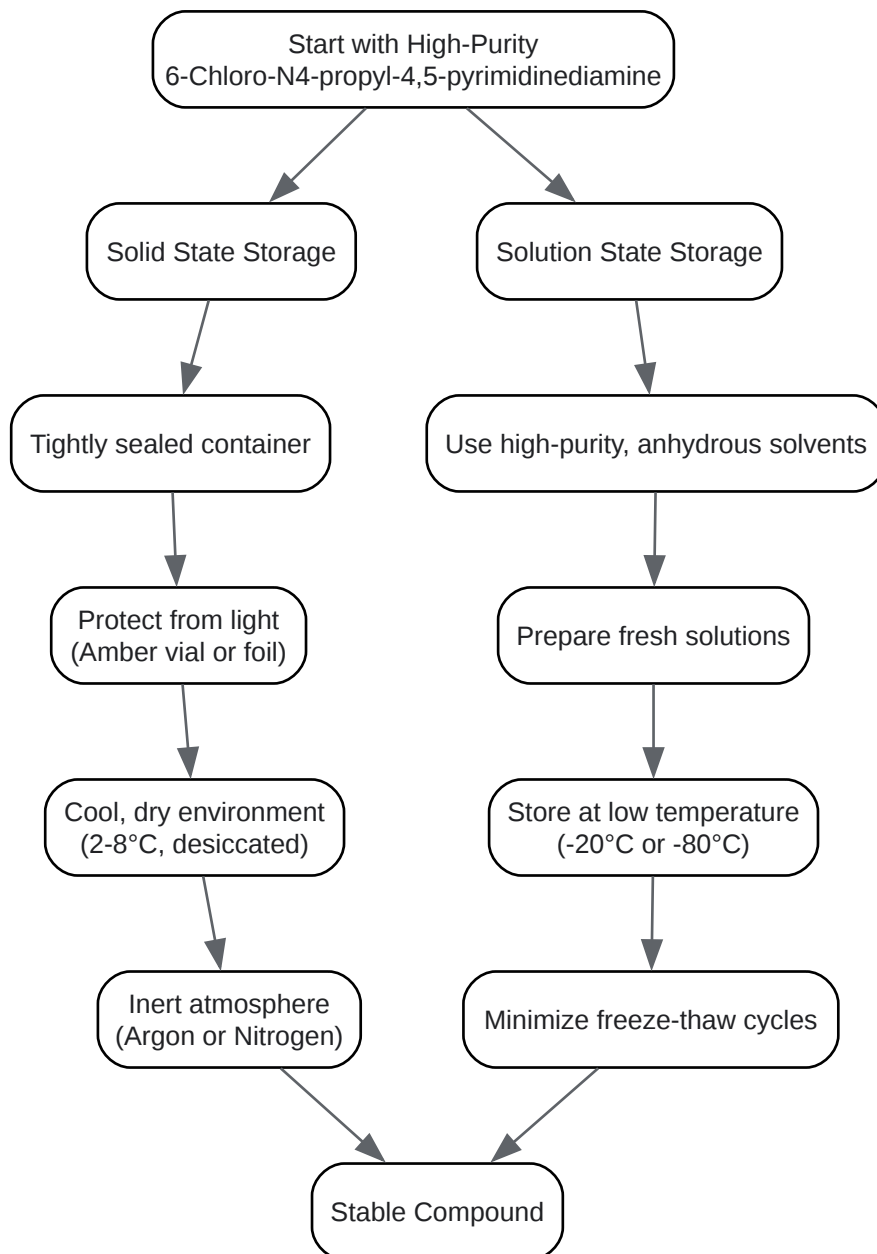 Start with High-Purity
6-Chloro-N4-propyl-4,5-pyrimidinediamine
Solid State Storage
Solution State Storage
Tightly sealed container
Use high-purity, anhydrous solvents
Protect from light
(Amber vial or foil)
Prepare fresh solutions
Cool, dry environment
(2-8°C, desiccated)
Store at low temperature
(-20°C or -80°C)
Inert atmosphere
(Argon or Nitrogen)
Minimize freeze-thaw cycles
Stable Compound